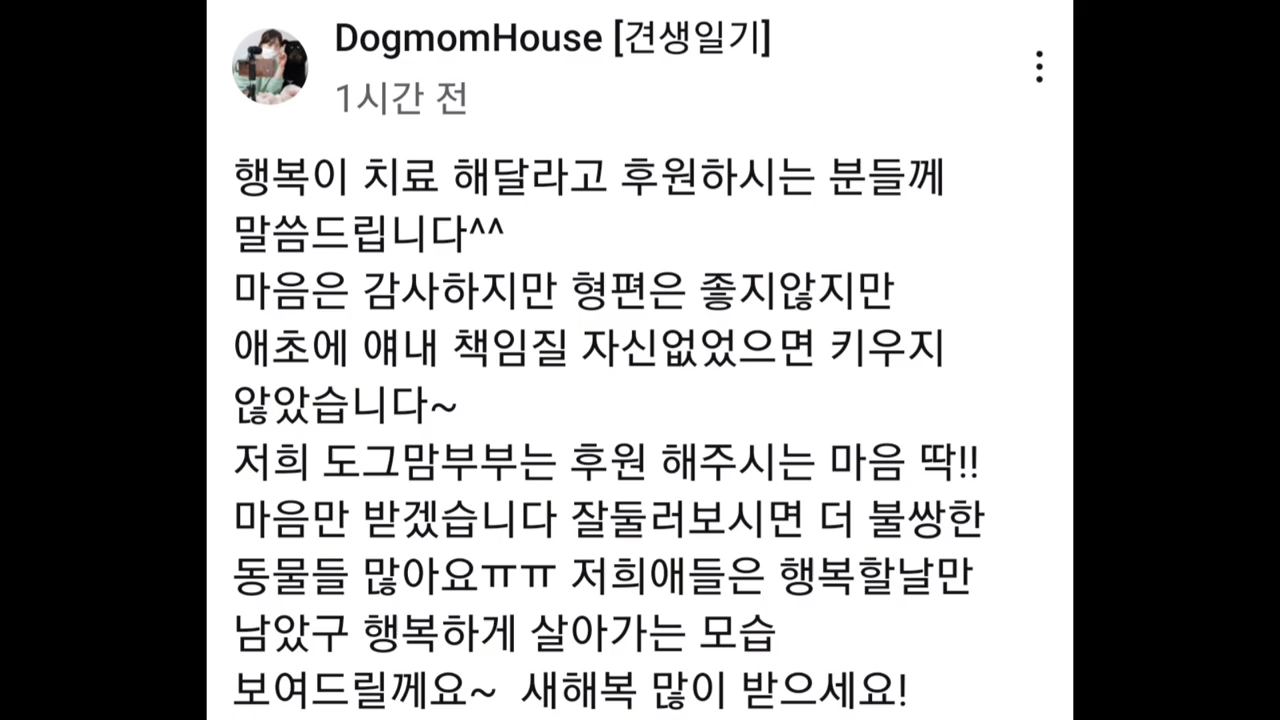 DogmomHouse [견생일기]
1시간 전
행복이 치료 해달라고 후원하시는 분들께
말씀드립니다^^
마음은 감사하지만 형편은 좋지않지만
애초에 얘내 책임질 자신없었으면 키우지
않았습니다~
저희 도그맘부부는 후원 해주시는 마음 딱!!
마음만 받겠습니다 잘둘러보시면 더 불쌍한
동물들 많아요ㅠㅠ 저희애들은 행복할날만
남았구 행복하게 살아가는 모습
보여드릴께요~ 새해복 많이 받으세요!